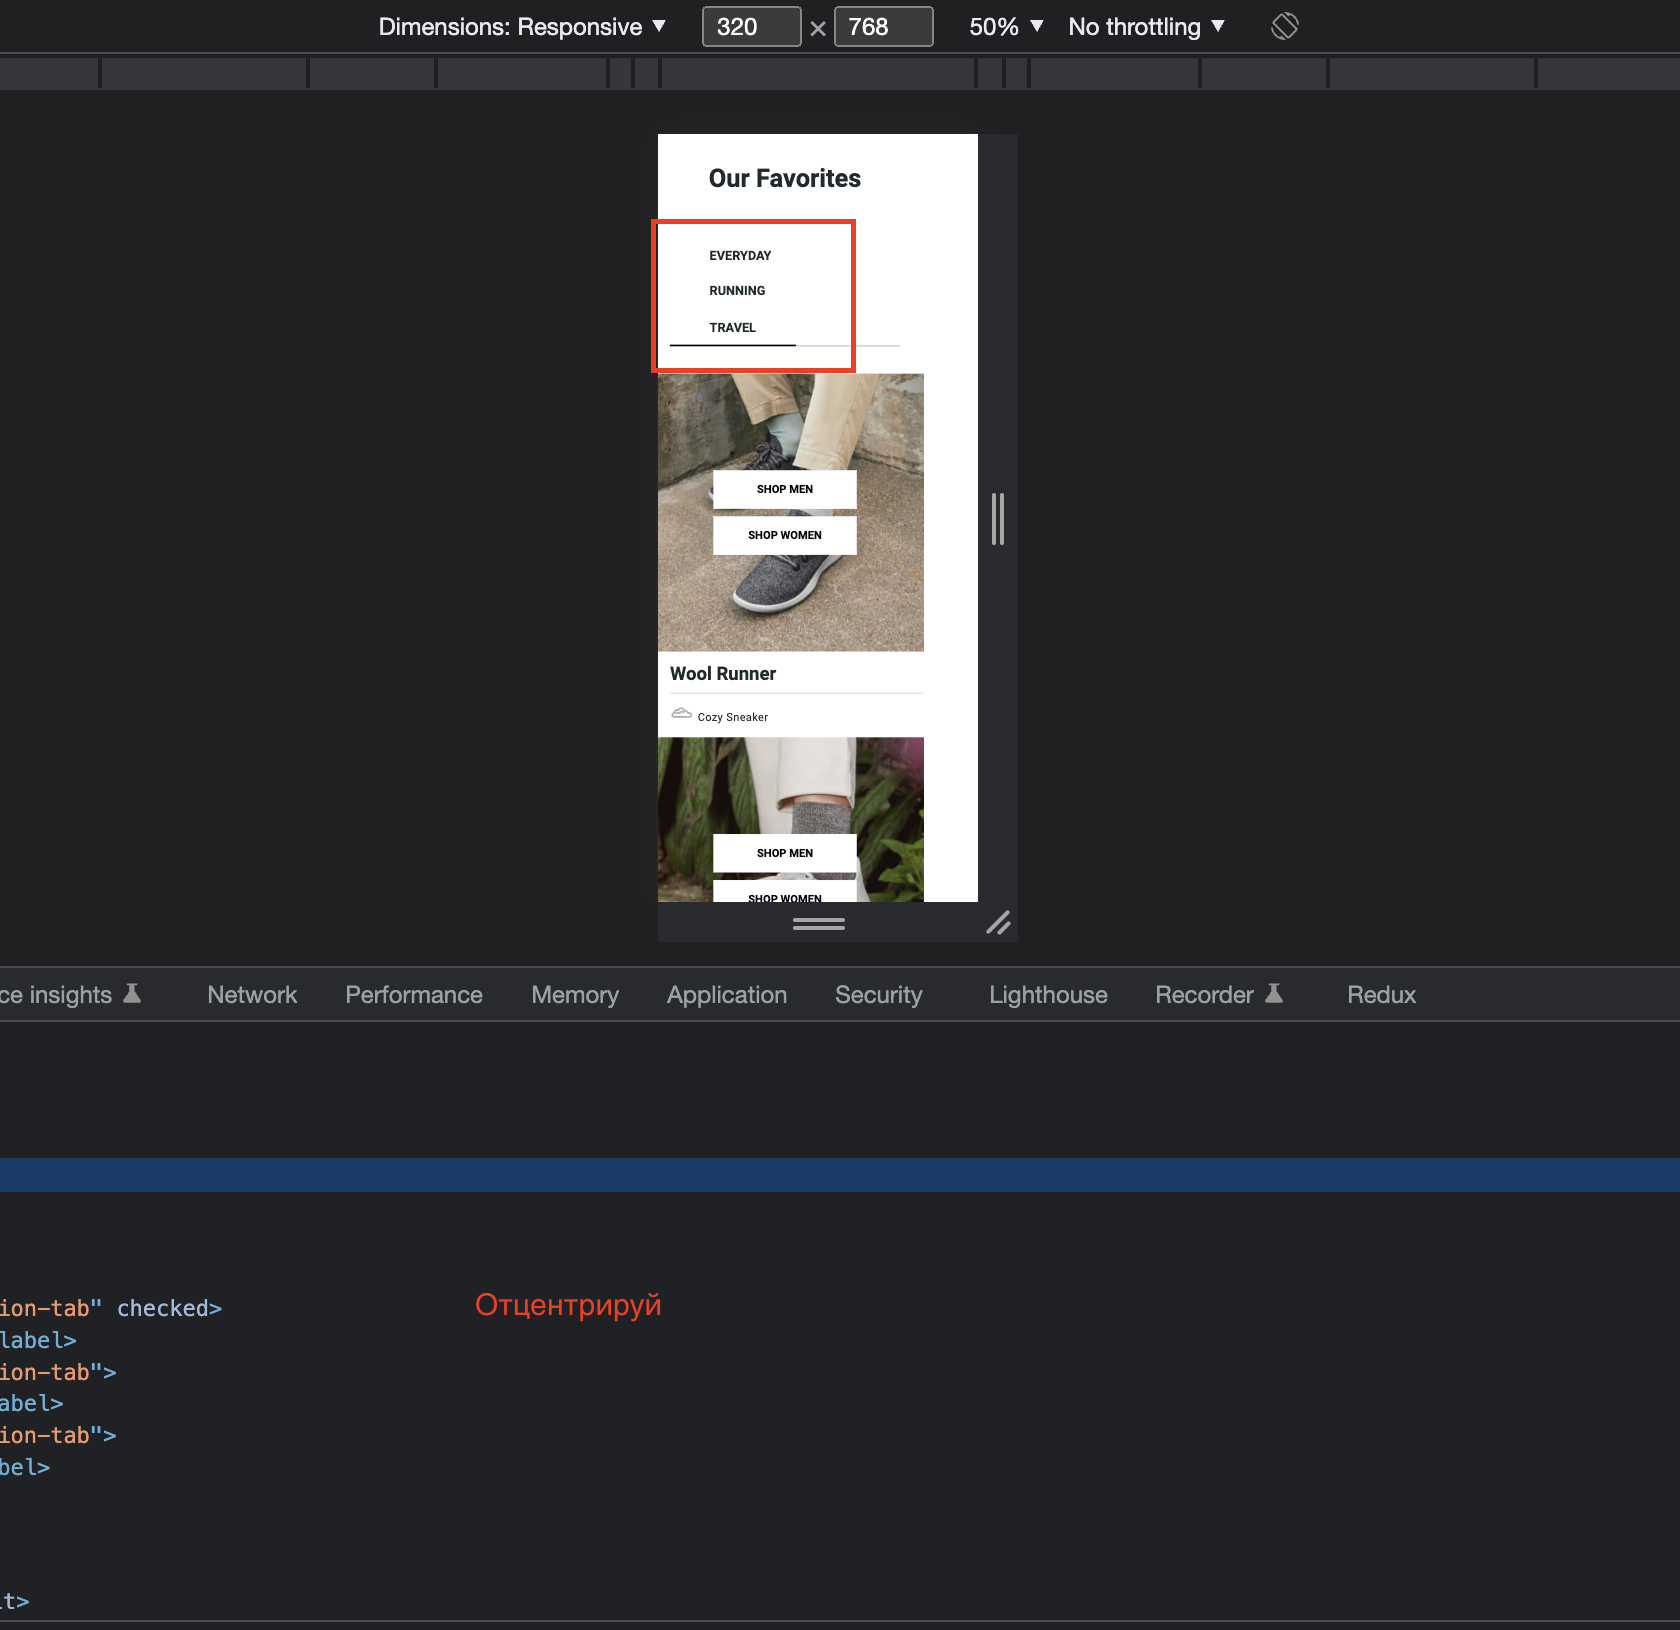 Dimensions: Responsive ▼ 320 × 768 50% ▼ No throttling ▼
Our Favorites
EVERYDAY
RUNNING
TRAVEL
SHOP MEN
SHOP WOMEN
Wool Runner
Cozy Sneaker
SHOP MEN
SHOP WOMEN
ce insights Network Performance Memory Application Security Lighthouse Recorder Redux
ion-tab" checked>
Отцентрируй
label>
ion-tab">
abel>
ion-tab">
bel>
it>